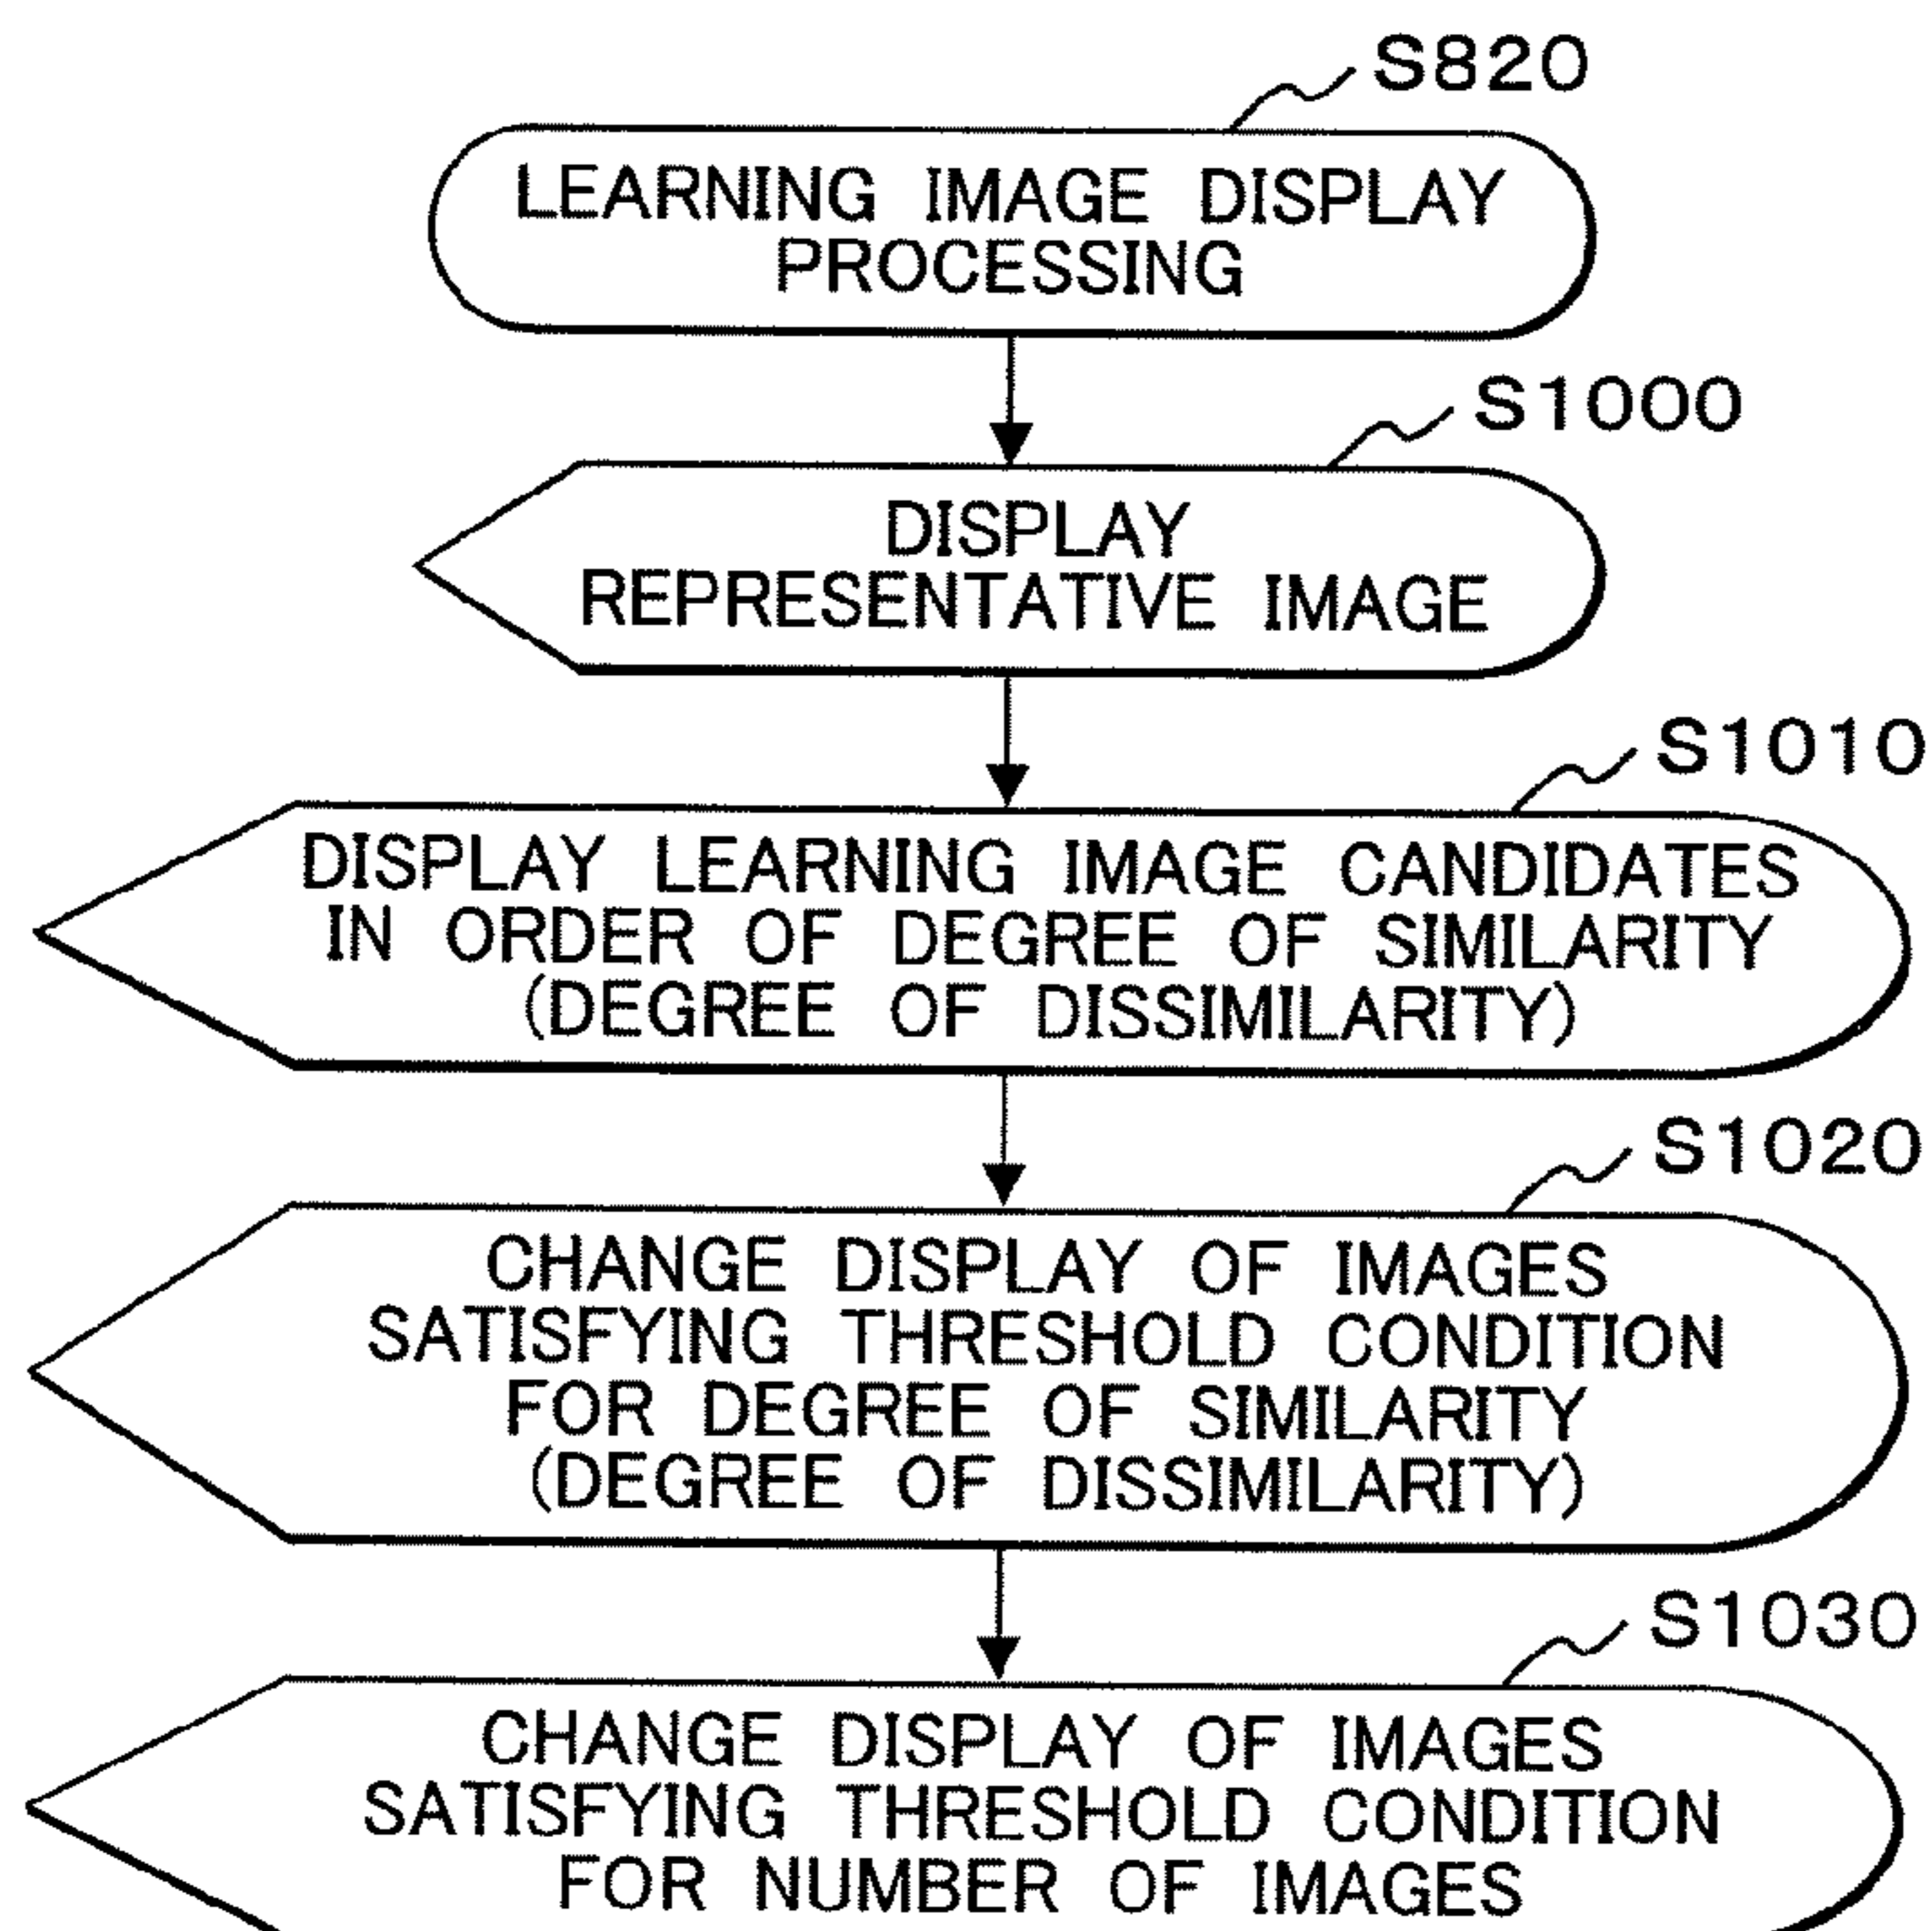 S820
LEARNING IMAGE DISPLAY
PROCESSING
S1000
DISPLAY
REPRESENTATIVE IMAGE
S1010
DISPLAY LEARNING IMAGE CANDIDATES
IN ORDER OF DEGREE OF SIMILARITY
(DEGREE OF DISSIMILARITY)
S1020
CHANGE DISPLAY OF IMAGES
SATISFYING THRESHOLD CONDITION
FOR DEGREE OF SIMILARITY
(DEGREE OF DISSIMILARITY)
S1030
CHANGE DISPLAY OF IMAGES
SATISFYING THRESHOLD CONDITION
FOR NUMBER OF IMAGES